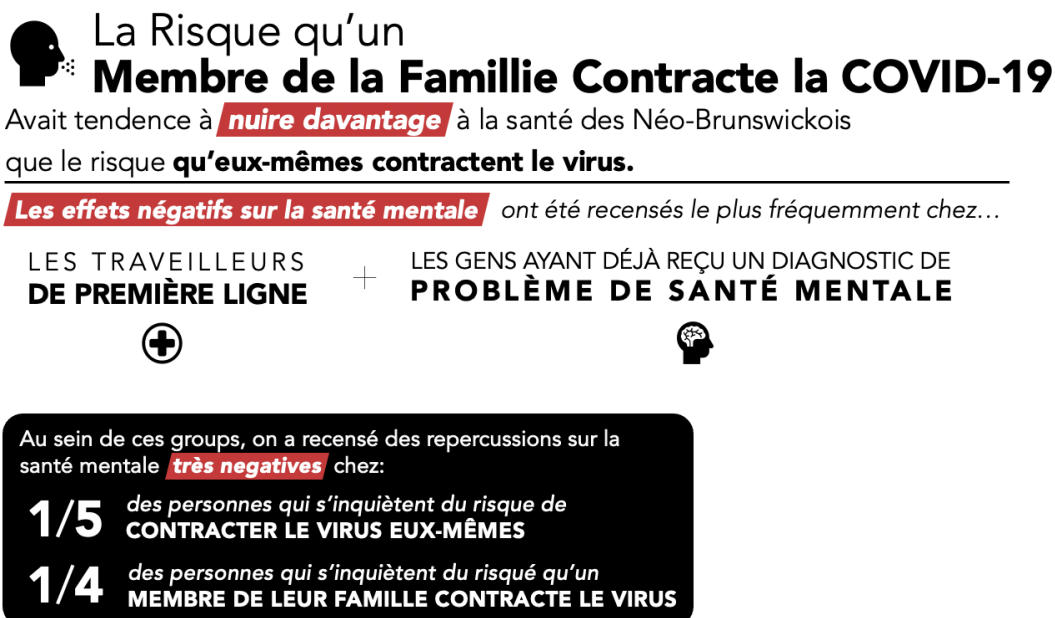 La Risque qu'un
Membre de la Famillie Contracte la COVID-19
Avait tendence à nuire davantage à la santé des Néo-Brunswickois
que le risque qu'eux-mêmes contractent le virus.
Les effets négatifs sur la santé mentale ont été recensés le plus fréquemment chez...
LES TRAVEILLEURS
DE PREMIÈRE LIGNE
+
LES GENS AYANT DÉJÀ REÇU UN DIAGNOSTIC DE
PROBLÈME DE SANTÉ MENTALE
Au sein de ces groups, on a recensé des repercussions sur la
santé mentale très negatives chez:
1/5 des personnes qui s'inquiètent du risque de
CONTRACTER LE VIRUS EUX-MÊMES
1/4 des personnes qui s'inquiètent du risqué qu'un
MEMBRE DE LEUR FAMILLE CONTRACTE LE VIRUS